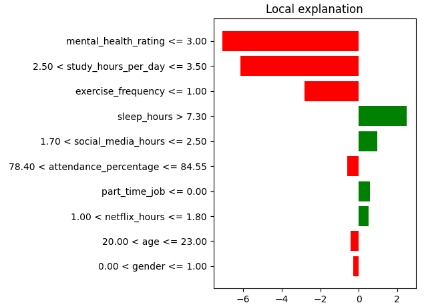 Local explanation
mental_health_rating <= 3.00
2.50 < study_hours_per_day <= 3.50
exercise_frequency <= 1.00
sleep_hours > 7.30
1.70 < social_media_hours <= 2.50
78.40 < attendance_percentage <= 84.55
part_time_job <= 0.00
1.00 < netflix_hours <= 1.80
20.00 < age <= 23.00
0.00 < gender <= 1.00
−6 −4 −2 0 2